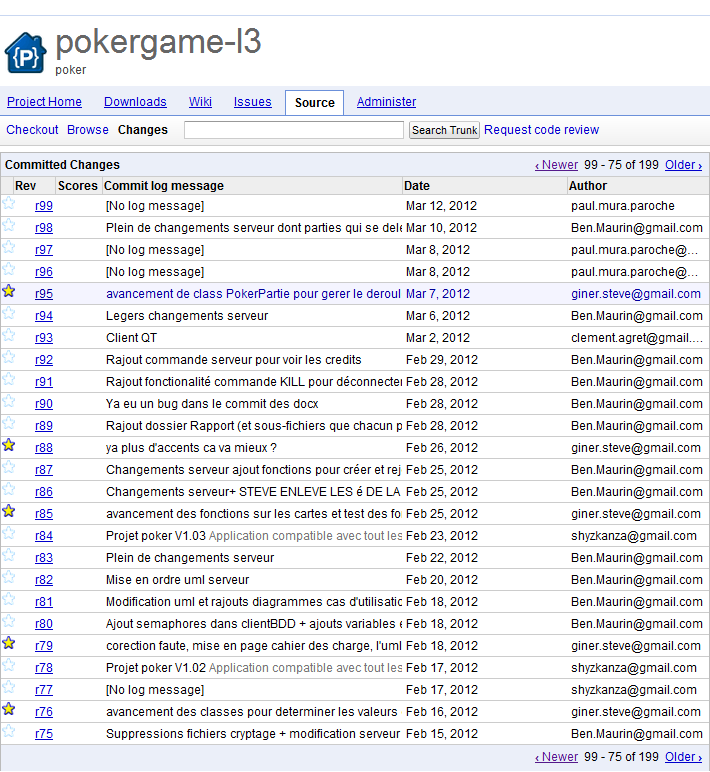 pokergame-l3
poker
Project Home Downloads Wiki Issues Source Administer
Checkout Browse Changes Search Trunk Request code review
Committed Changes ‹ Newer 99 - 75 of 199 Older ›
Rev Scores Commit log message Date Author
r99 [No log message] Mar 12, 2012 paul.mura.paroche
r98 Plein de changements serveur dont parties qui se dele Mar 10, 2012 Ben.Maurin@gmail.com
r97 [No log message] Mar 8, 2012 paul.mura.paroche@...
r96 [No log message] Mar 8, 2012 paul.mura.paroche@...
r95 avancement de class PokerPartie pour gerer le deroul Mar 7, 2012 giner.steve@gmail.com
r94 Legers changements serveur Mar 6, 2012 Ben.Maurin@gmail.com
r93 Client QT Mar 2, 2012 clement.agret@gmail....
r92 Rajout commande serveur pour voir les credits Feb 29, 2012 Ben.Maurin@gmail.com
r91 Rajout fonctionalité commande KILL pour déconnecter Feb 28, 2012 Ben.Maurin@gmail.com
r90 Ya eu un bug dans le commit des docx Feb 28, 2012 Ben.Maurin@gmail.com
r89 Rajout dossier Rapport (et sous-fichiers que chacun p Feb 28, 2012 Ben.Maurin@gmail.com
r88 ya plus d'accents ca va mieux ? Feb 26, 2012 giner.steve@gmail.com
r87 Changements serveur ajout fonctions pour créer et rej Feb 25, 2012 Ben.Maurin@gmail.com
r86 Changements serveur+ STEVE ENLEVE LES é DE LA Feb 25, 2012 Ben.Maurin@gmail.com
r85 avancement des fonctions sur les cartes et test des fo Feb 25, 2012 giner.steve@gmail.com
r84 Projet poker V1.03 Application compatible avec tout les Feb 23, 2012 shyzkanza@gmail.com
r83 Plein de changements serveur Feb 22, 2012 Ben.Maurin@gmail.com
r82 Mise en ordre uml serveur Feb 20, 2012 Ben.Maurin@gmail.com
r81 Modification uml et rajouts diagrammes cas d'utilisatic Feb 18, 2012 Ben.Maurin@gmail.com
r80 Ajout semaphores dans clientBDD + ajouts variables e Feb 18, 2012 Ben.Maurin@gmail.com
r79 corection faute, mise en page cahier des charge, l'uml Feb 18, 2012 giner.steve@gmail.com
r78 Projet poker V1.02 Application compatible avec tout les Feb 17, 2012 shyzkanza@gmail.com
r77 [No log message] Feb 17, 2012 shyzkanza@gmail.com
r76 avancement des classes pour determiner les valeurs Feb 16, 2012 giner.steve@gmail.com
r75 Suppressions fichiers cryptage + modification serveur Feb 15, 2012 Ben.Maurin@gmail.com
‹ Newer 99 - 75 of 199 Older ›